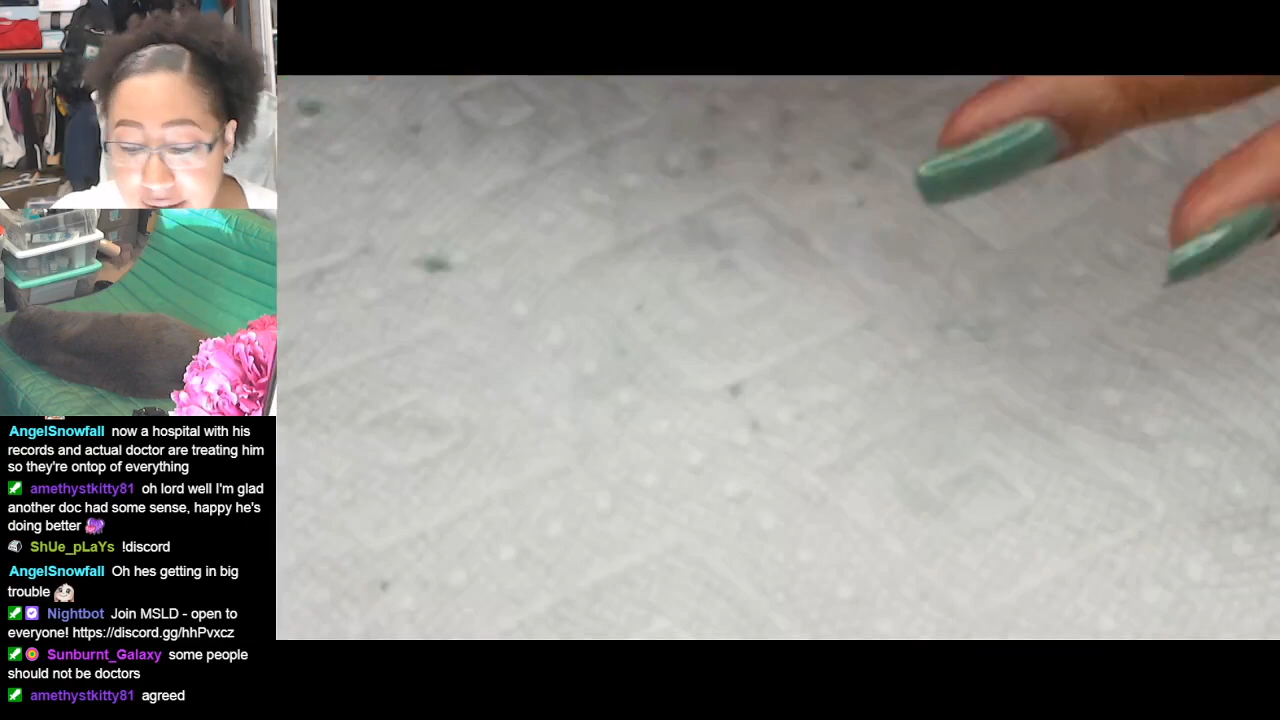 AngelSnowfall now a hospital with his
records and actual doctor are treating him
so they're ontop of everything
amethystkitty81 oh lord well I'm glad
another doc had some sense, happy he's
doing better
ShUe_pLaYs !discord
AngelSnowfall Oh hes getting in big
trouble
Nightbot Join MSLD - open to
everyone! https://discord.gg/hhPvxcz
Sunburnt_Galaxy some people
should not be doctors
amethystkitty81 agreed